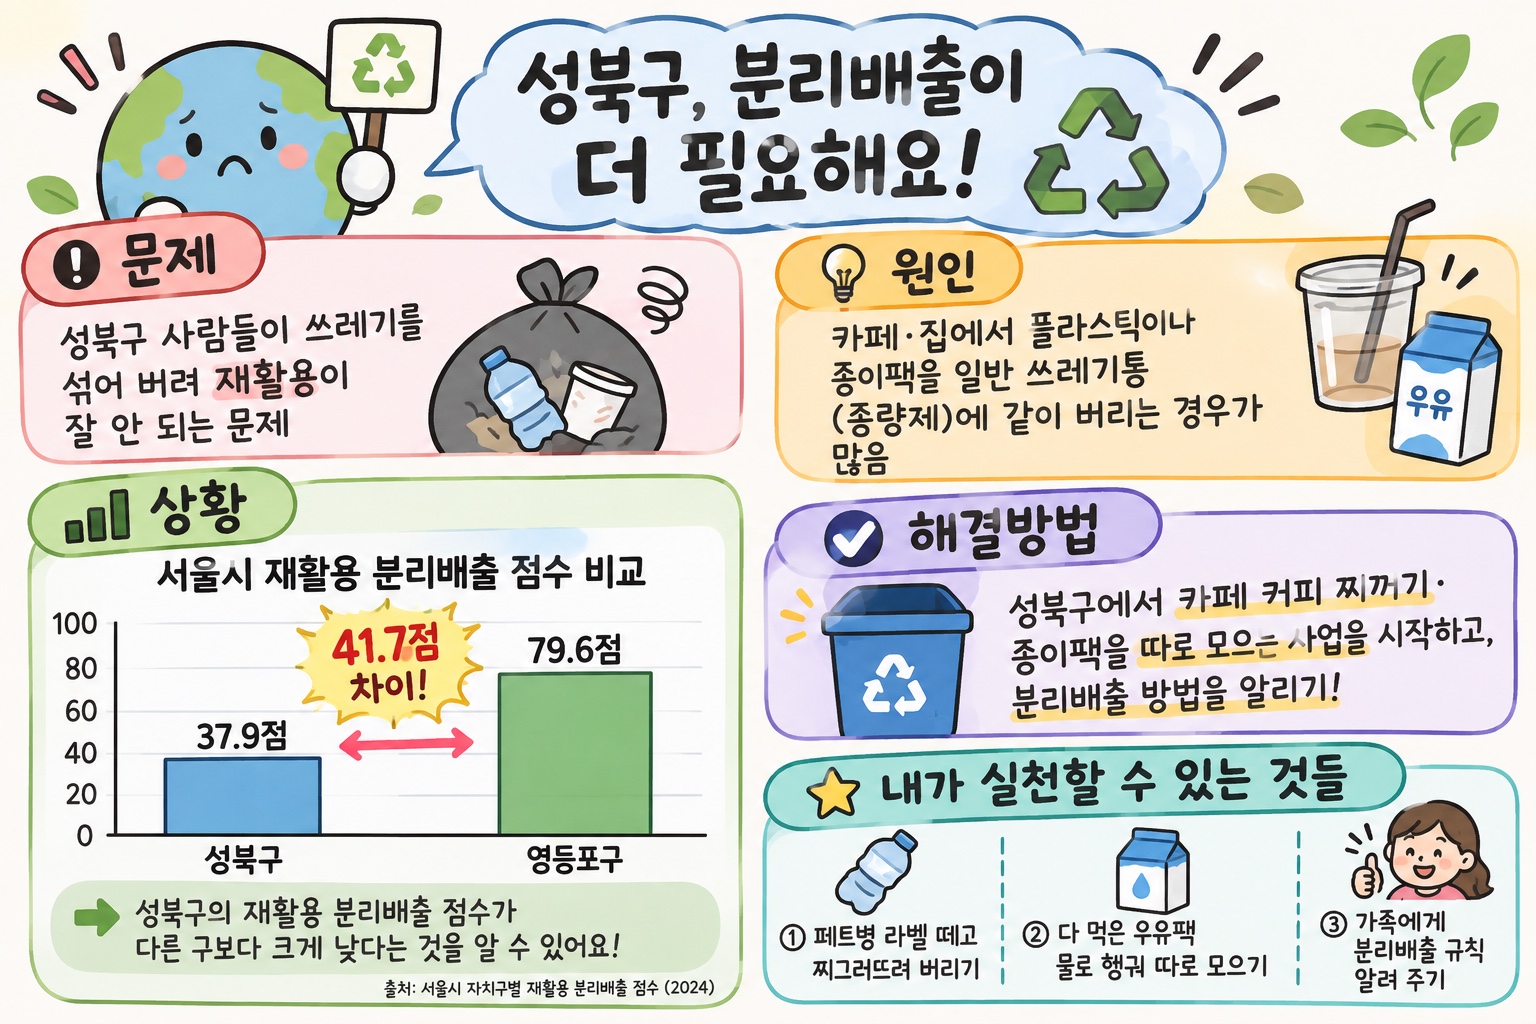 성북구, 분리배출이
더 필요해요!
문제
성북구 사람들이 쓰레기를
섞어 버려 재활용이
잘 안 되는 문제
원인
카페·집에서 플라스틱이나
종이팩을 일반 쓰레기통
(종량제)에 같이 버리는 경우가
많음
우유
상황
서울시 재활용 분리배출 점수 비교
100
80
60
40
20
0
37.9점
41.7점
차이!
79.6점
성북구
영등포구
성북구의 재활용 분리배출 점수가
다른 구보다 크게 낮다는 것을 알 수 있어요!
출처: 서울시 자치구별 재활용 분리배출 점수 (2024)
해결방법
성북구에서 카페 커피 찌꺼기·
종이팩을 따로 모으는 사업을 시작하고,
분리배출 방법을 알리기!
내가 실천할 수 있는 것들
① 페트병 라벨 떼고
찌그러뜨려 버리기
② 다 먹은 우유팩
물로 헹궈 따로 모으기
③ 가족에게
분리배출 규칙
알려 주기